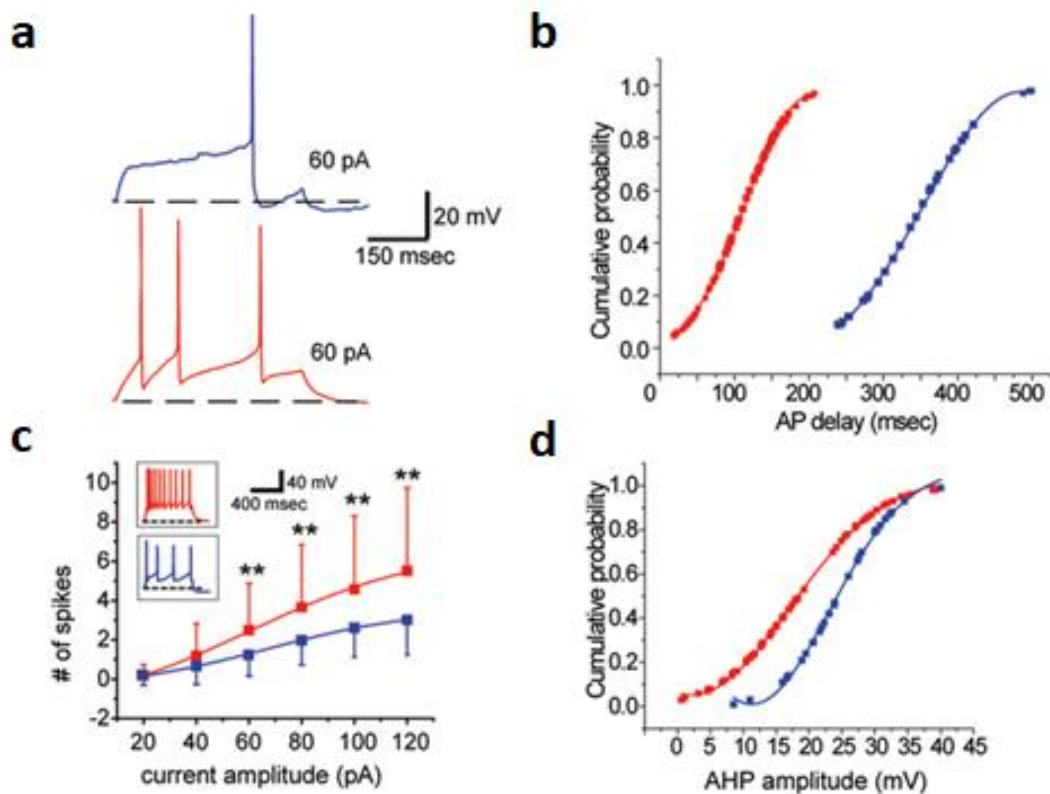 a
60 pA
20 mV
150 msec
60 pA
b
Cumulative probability
1.0
0.8
0.6
0.4
0.2
0.0
0 100 200 300 400 500
AP delay (msec)
c
# of spikes
10
8
6
4
2
0
-2
40 mV
400 msec
** ** ** **
20 40 60 80 100 120
current amplitude (pA)
d
Cumulative probability
1.0
0.8
0.6
0.4
0.2
0.0
0 5 10 15 20 25 30 35 40 45
AHP amplitude (mV)